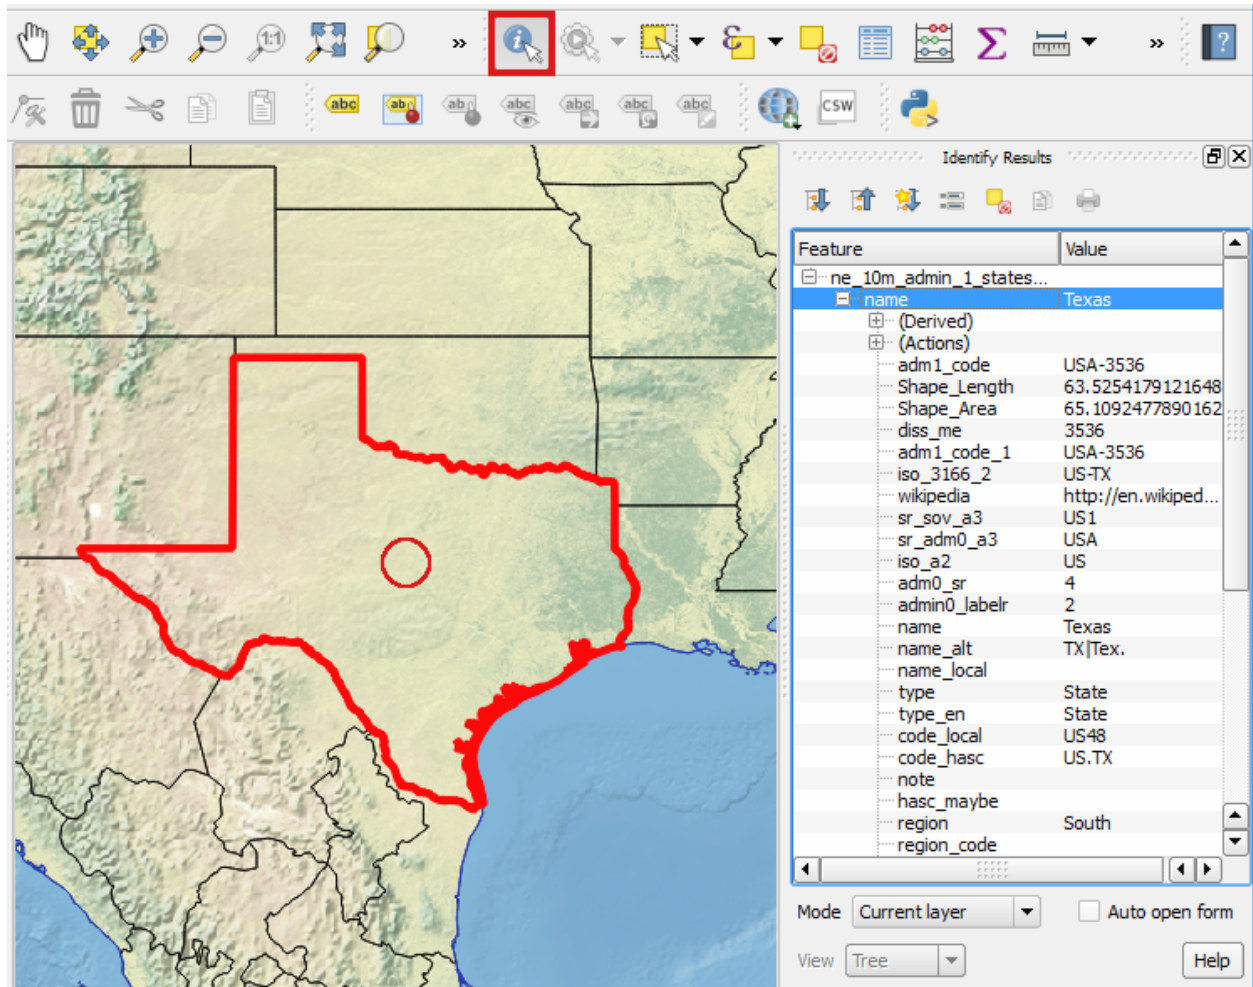 1:1
»
»
?
abc
ab
ab
abc
abc
abc
abc
CSW
Identify Results
Feature Value
ne_10m_admin_1_states...
name Texas
(Derived)
(Actions)
adm1_code USA-3536
Shape_Length 63.5254179121648
Shape_Area 65.1092477890162
diss_me 3536
adm1_code_1 USA-3536
iso_3166_2 US-TX
wikipedia http://en.wikiped...
sr_sov_a3 US1
sr_adm0_a3 USA
iso_a2 US
adm0_sr 4
admin0_labelr 2
name Texas
name_alt TX|Tex.
name_local
type State
type_en State
code_local US48
code_hasc US.TX
note
hasc_maybe
region South
region_code
Mode Current layer Auto open form
View Tree Help